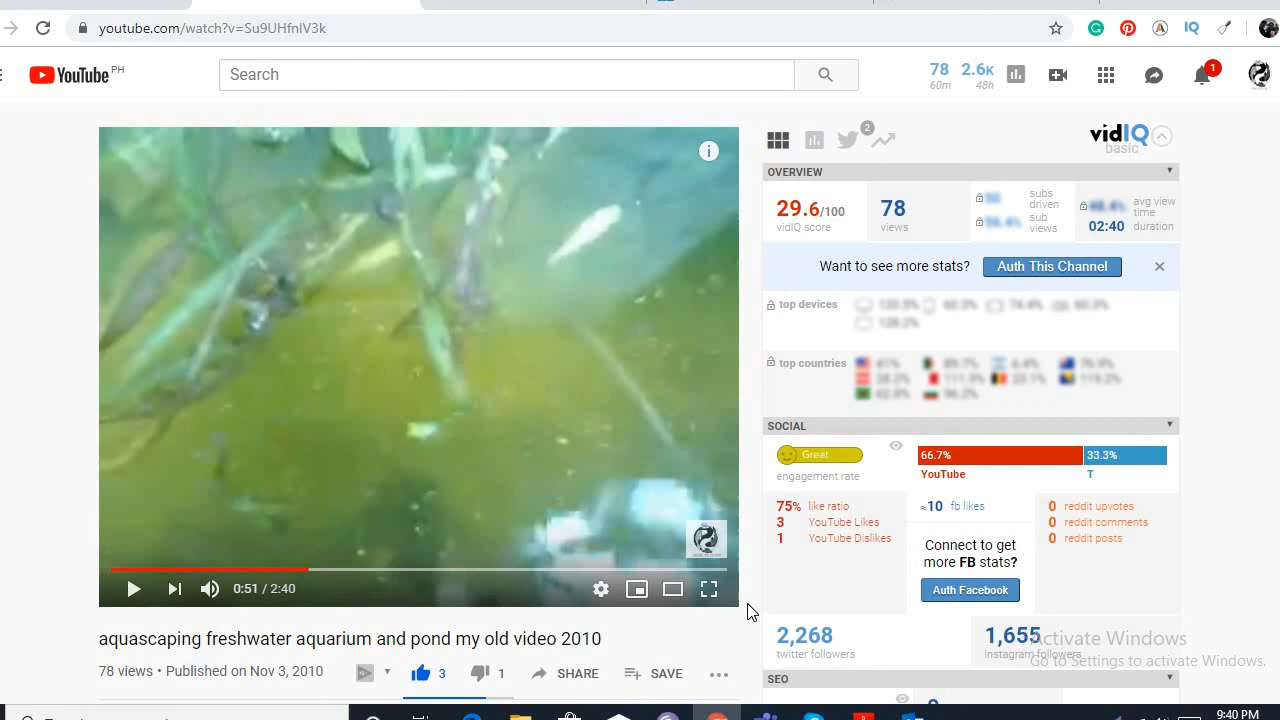 youtube.com/watch?v=Su9UHfnIV3k
IQ
YouTube PH
Search
78 2.6K
60m 48h
1
2
vidIQ
basic
OVERVIEW
29.6/100
vidIQ score
78
views
subs driven
sub views
avg view time
02:40 duration
Want to see more stats? Auth This Channel
top devices
top countries
SOCIAL
Great
engagement rate
66.7% 33.3%
YouTube T
75% like ratio
3 YouTube Likes
1 YouTube Dislikes
≈10 fb likes
Connect to get
more FB stats?
Auth Facebook
0 reddit upvotes
0 reddit comments
0 reddit posts
2,268
twitter followers
1,655
instagram followers
SEO
0:51 / 2:40
aquascaping freshwater aquarium and pond my old video 2010
78 views • Published on Nov 3, 2010
3 1 SHARE SAVE
Activate Windows
Go to Settings to activate Windows.
9:40 PM